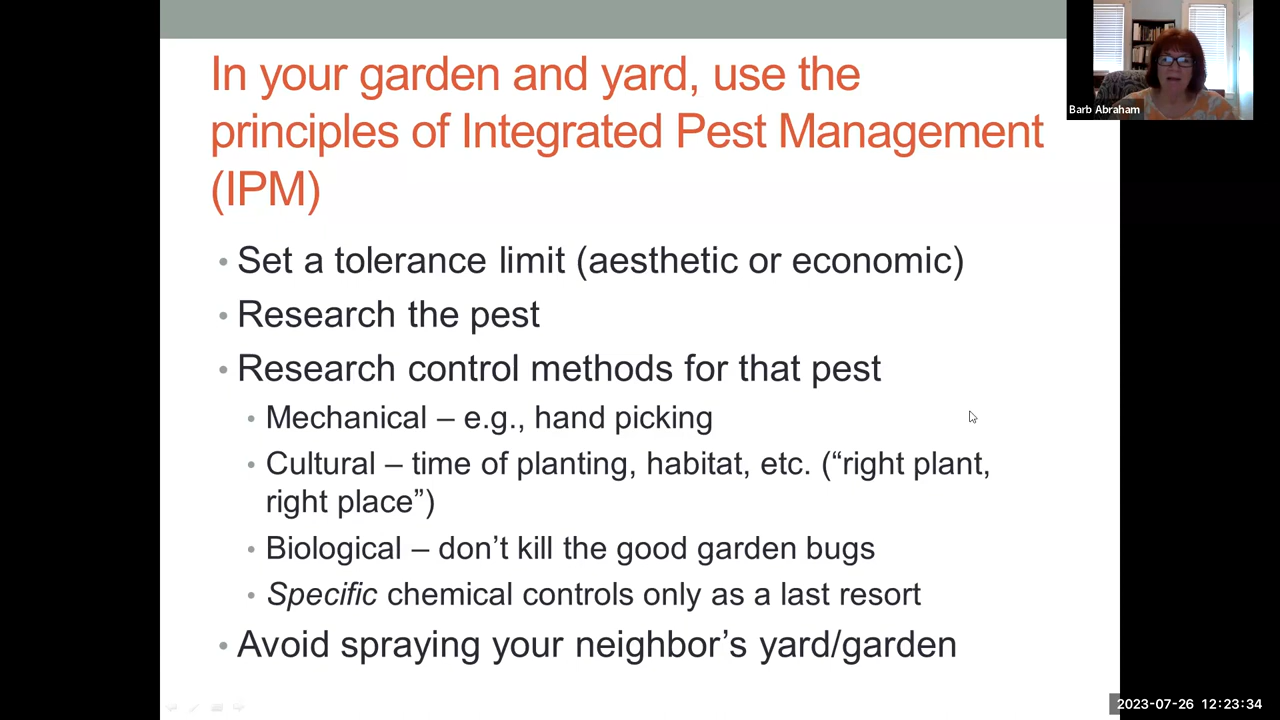 In your garden and yard, use the
principles of Integrated Pest Management
(IPM)
• Set a tolerance limit (aesthetic or economic)
• Research the pest
• Research control methods for that pest
• Mechanical – e.g., hand picking
• Cultural – time of planting, habitat, etc. (“right plant,
right place”)
• Biological – don’t kill the good garden bugs
• Specific chemical controls only as a last resort
• Avoid spraying your neighbor’s yard/garden
Barb Abraham
2023-07-26 12:23:34